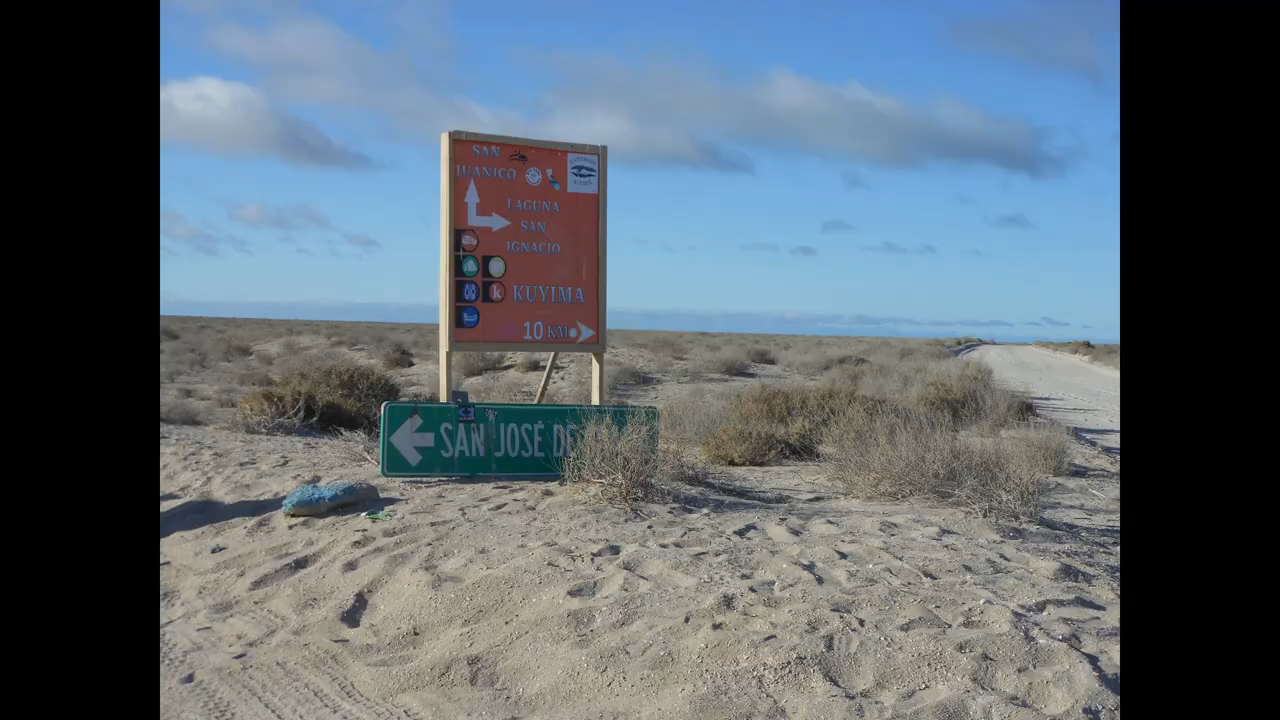 SAN
JUANICO
LAGUNA
SAN
IGNACIO
KUYIMA
10 KM
SAN JOSÉ DE